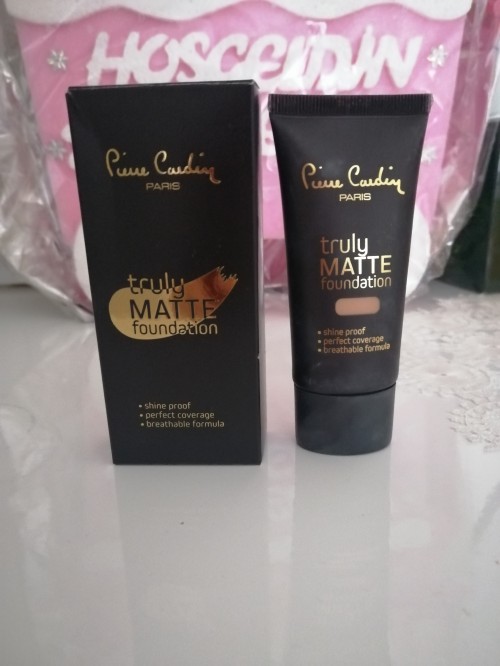 HOŞGELDİN
Pierre Cardin
PARIS
truly
MATTE
foundation
• shine proof
• perfect coverage
• breathable formula
Pierre Cardin
PARIS
truly
MATTE
foundation
• shine proof
• perfect coverage
• breathable formula